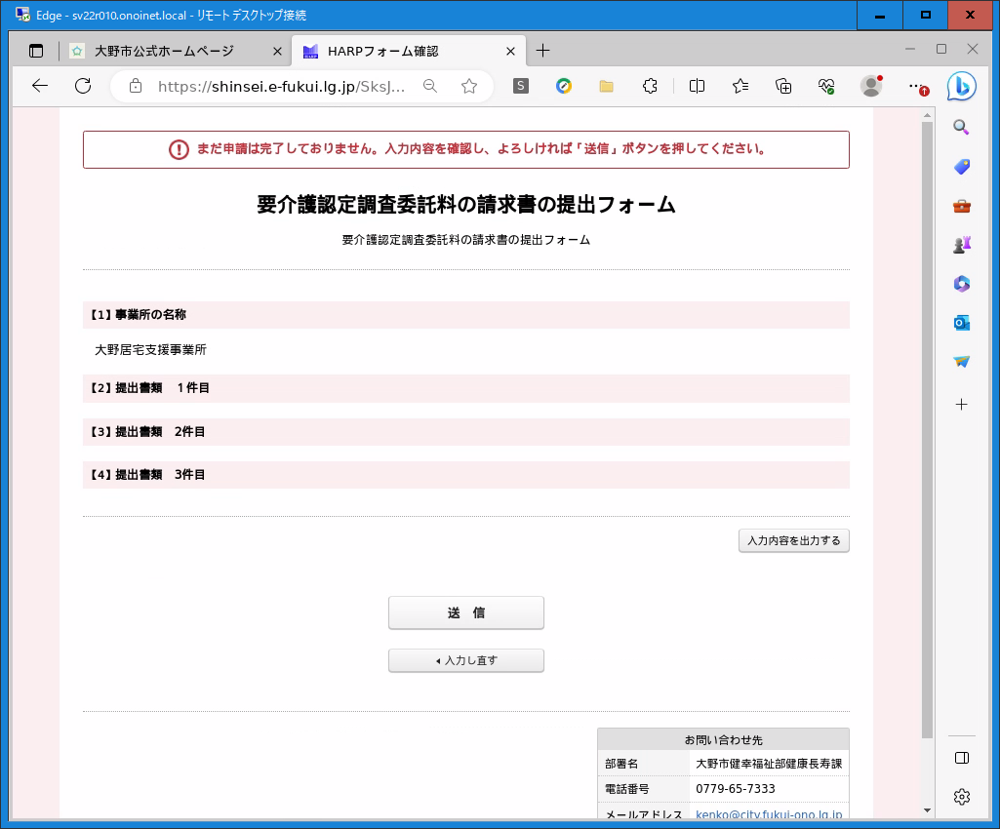 Edge - sv22r010.onoinet.local - リモート デスクトップ接続
大野市公式ホームページ
HARPフォーム確認
https://shinsei.e-fukui.lg.jp/SksJ...
まだ申請は完了しておりません。入力内容を確認し、よろしければ「送信」ボタンを押してください。
要介護認定調査委託料の請求書の提出フォーム
要介護認定調査委託料の請求書の提出フォーム
【1】事業所の名称
大野居宅支援事業所
【2】提出書類　１件目
【3】提出書類　2件目
【4】提出書類　3件目
入力内容を出力する
送　信
入力し直す
お問い合わせ先
部署名 大野市健幸福祉部健康長寿課
電話番号 0779-65-7333
メールアドレス kenko@city.fukui-ono.lg.jp